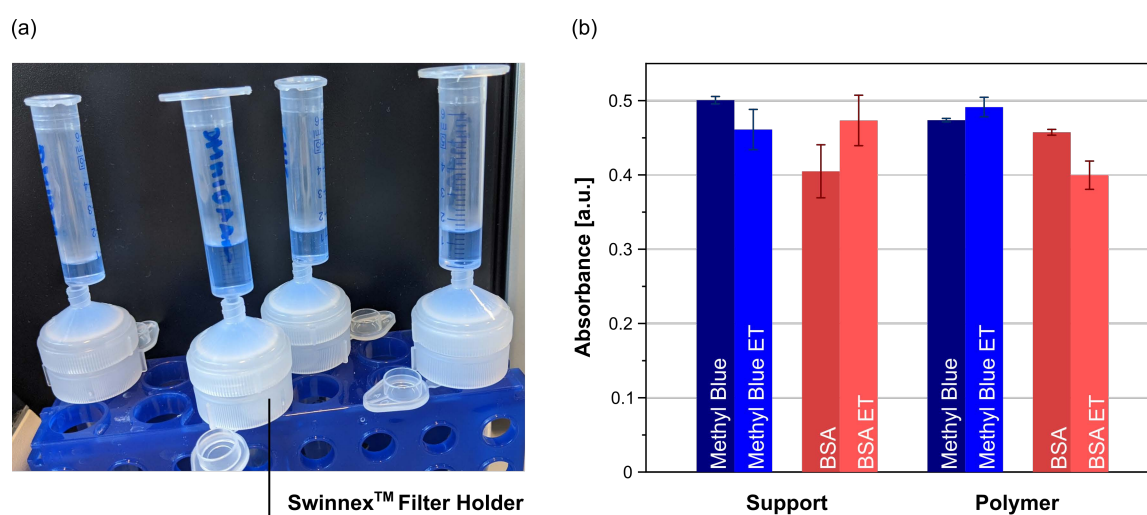 (a)
(b)
Swinnex™ Filter Holder
Absorbance [a.u.]
0.5
0.4
0.3
0.2
0.1
0
Methyl Blue
Methyl Blue ET
BSA
BSA ET
Methyl Blue
Methyl Blue ET
BSA
BSA ET
Support
Polymer